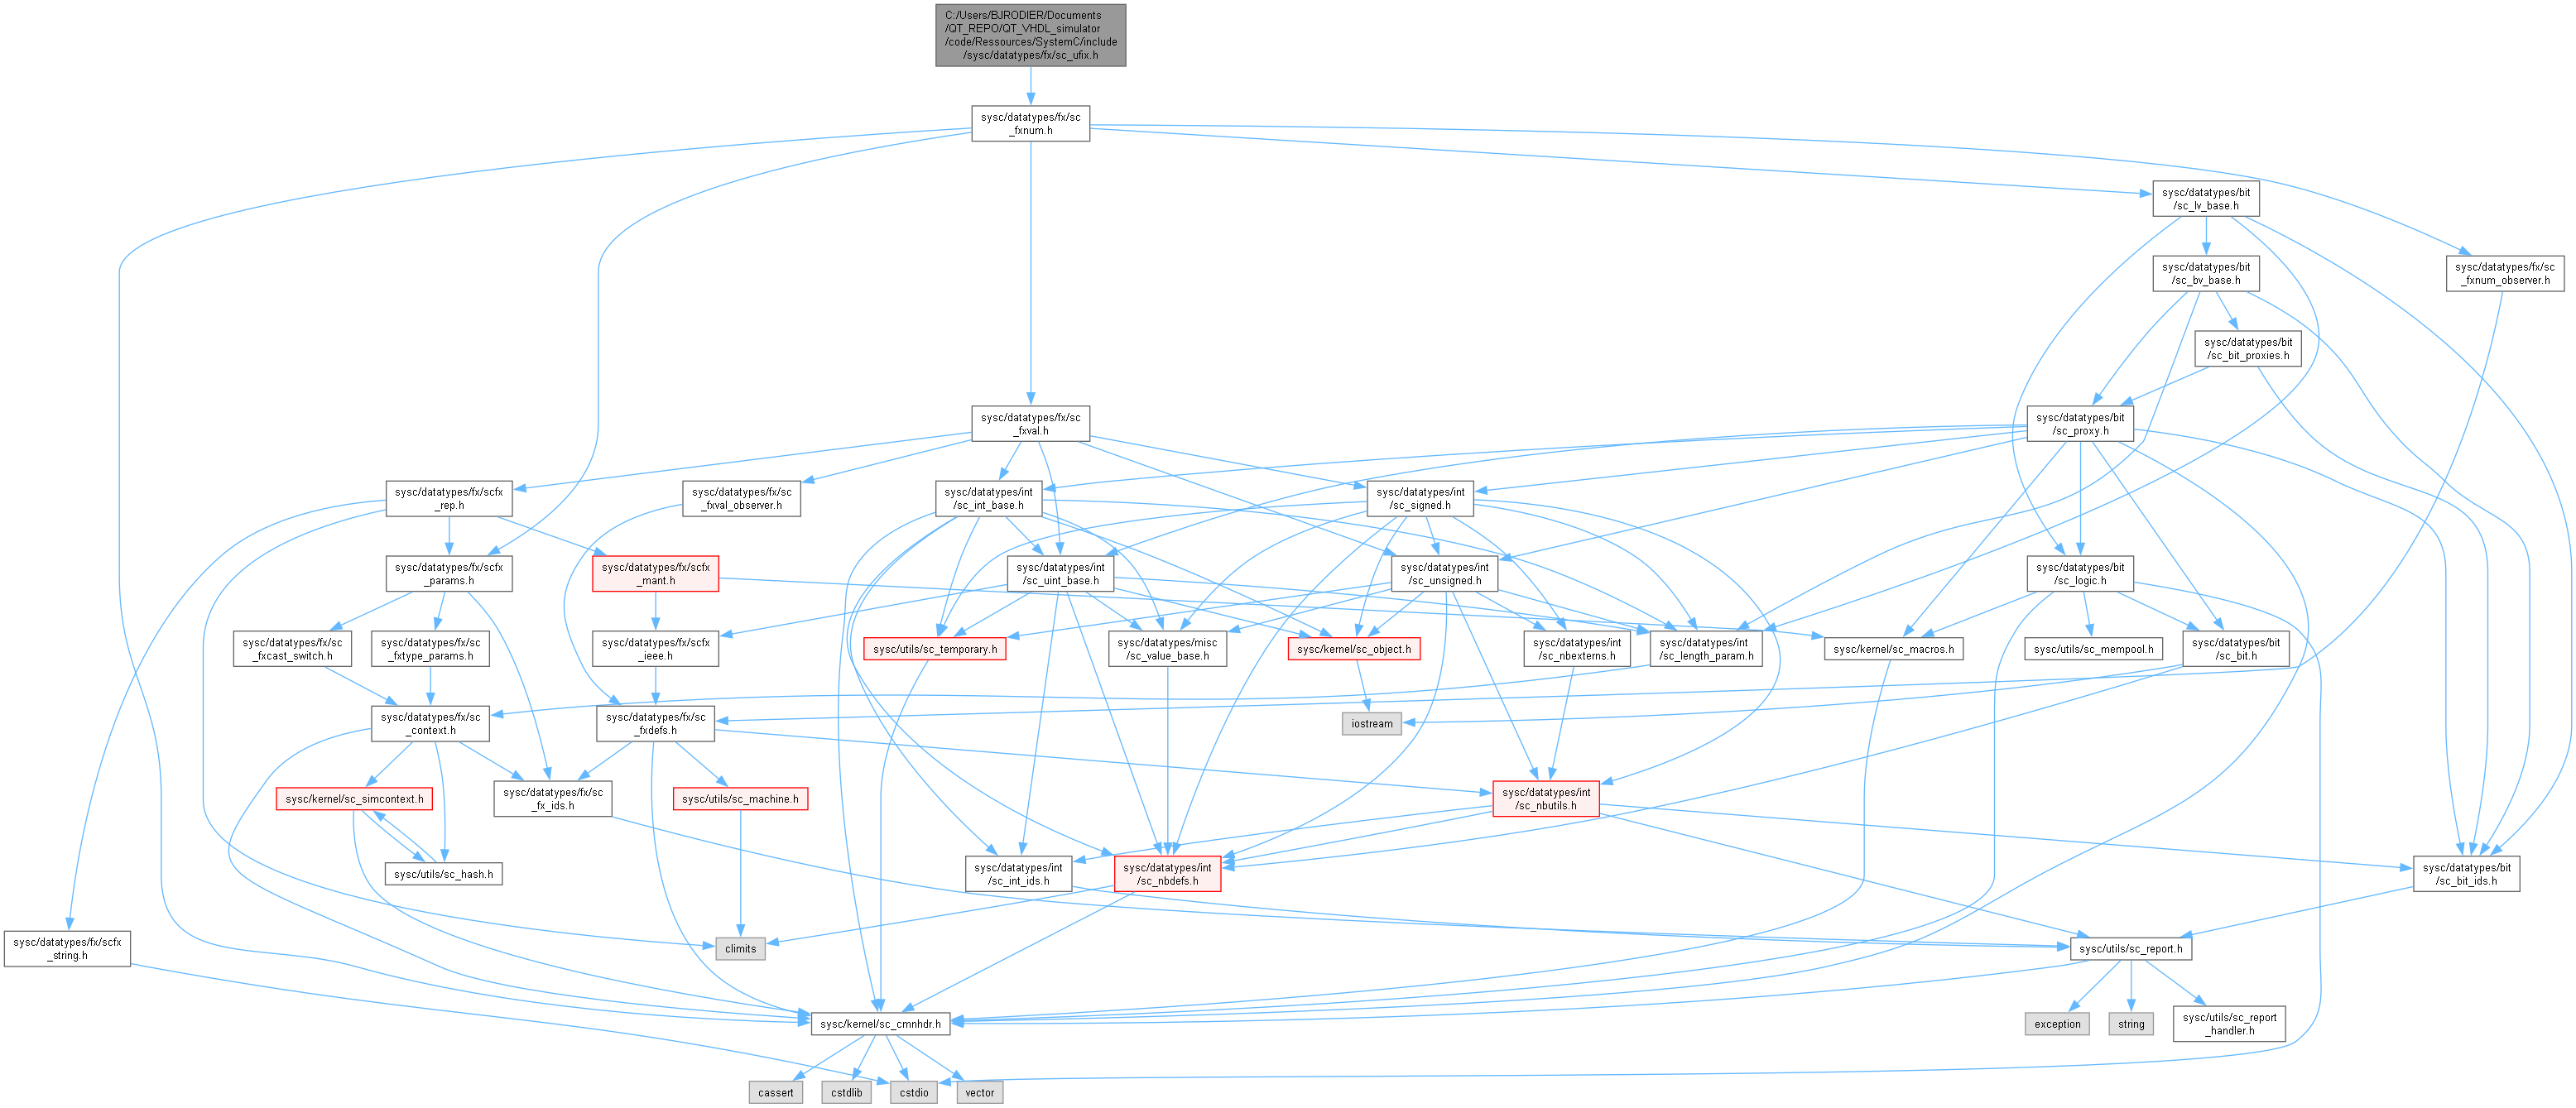 C:/Users/BJRODIER/Documents
/QT_REPO/QT_VHDL_simulator
/code/Ressources/SystemC/include
/sysc/datatypes/fx/sc_ufix.h
sysc/datatypes/fx/sc
_fxnum.h
sysc/datatypes/bit
/sc_lv_base.h
sysc/datatypes/bit
/sc_bv_base.h
sysc/datatypes/fx/sc
_fxnum_observer.h
sysc/datatypes/bit
/sc_bit_proxies.h
sysc/datatypes/fx/sc
_fxval.h
sysc/datatypes/bit
/sc_proxy.h
sysc/datatypes/fx/scfx
_rep.h
sysc/datatypes/fx/sc
_fxval_observer.h
sysc/datatypes/int
/sc_int_base.h
sysc/datatypes/int
/sc_signed.h
sysc/datatypes/fx/scfx
_params.h
sysc/datatypes/fx/scfx
_mant.h
sysc/datatypes/int
/sc_uint_base.h
sysc/datatypes/int
/sc_unsigned.h
sysc/datatypes/bit
/sc_logic.h
sysc/datatypes/fx/sc
_fxcast_switch.h
sysc/datatypes/fx/sc
_fxtype_params.h
sysc/datatypes/fx/scfx
_ieee.h
sysc/utils/sc_temporary.h
sysc/datatypes/misc
/sc_value_base.h
sysc/kernel/sc_object.h
sysc/datatypes/int
/sc_nbexterns.h
sysc/datatypes/int
/sc_length_param.h
sysc/kernel/sc_macros.h
sysc/utils/sc_mempool.h
sysc/datatypes/bit
/sc_bit.h
sysc/datatypes/fx/sc
_context.h
sysc/datatypes/fx/sc
_fxdefs.h
iostream
sysc/kernel/sc_simcontext.h
sysc/datatypes/fx/sc
_fx_ids.h
sysc/utils/sc_machine.h
sysc/datatypes/int
/sc_nbutils.h
sysc/utils/sc_hash.h
sysc/datatypes/int
/sc_int_ids.h
sysc/datatypes/int
/sc_nbdefs.h
sysc/datatypes/bit
/sc_bit_ids.h
sysc/datatypes/fx/scfx
_string.h
climits
sysc/utils/sc_report.h
sysc/kernel/sc_cmnhdr.h
exception
string
sysc/utils/sc_report
_handler.h
cassert
cstdlib
cstdio
vector